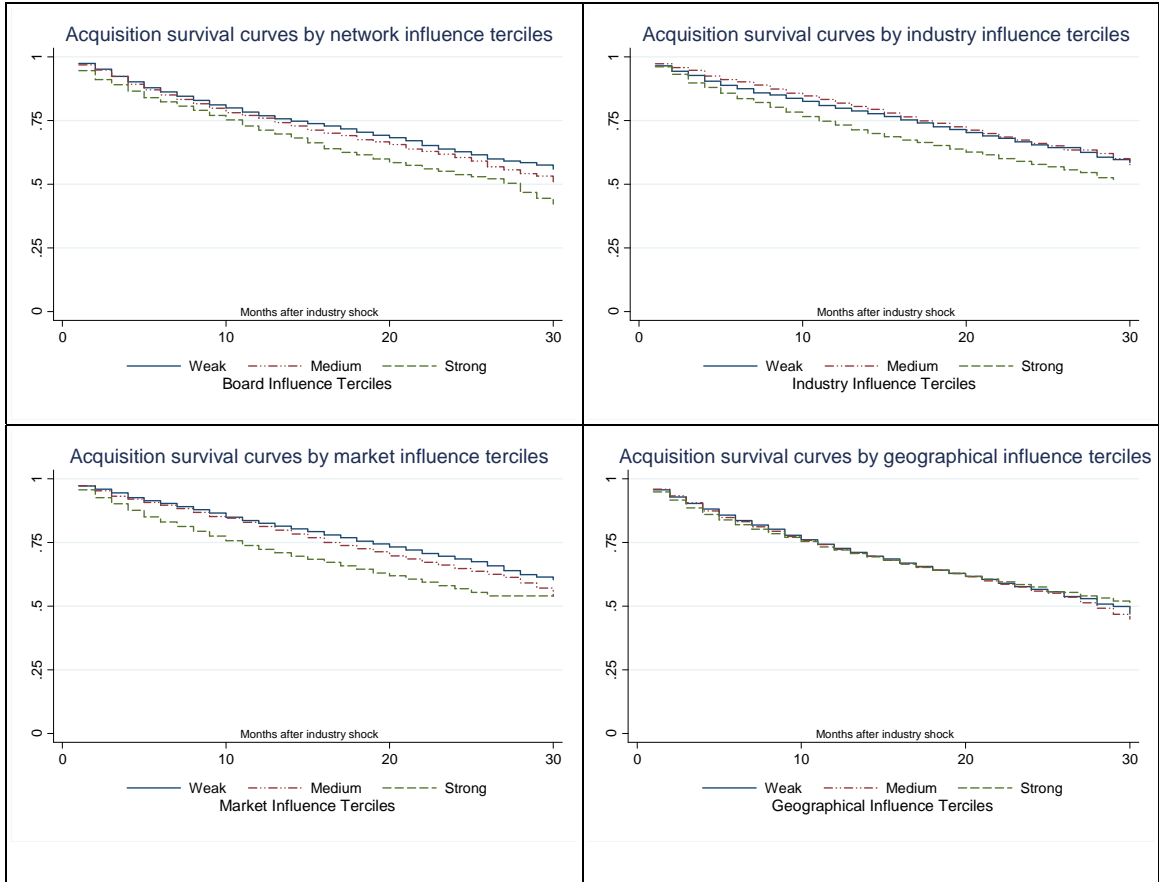 Acquisition survival curves by network influence terciles
1
.75
.5
.25
0
Months after industry shock
0 10 20 30
Weak Medium Strong
Board Influence Terciles
Acquisition survival curves by industry influence terciles
1
.75
.5
.25
0
Months after industry shock
0 10 20 30
Weak Medium Strong
Industry Influence Terciles
Acquisition survival curves by market influence terciles
1
.75
.5
.25
0
Months after industry shock
0 10 20 30
Weak Medium Strong
Market Influence Terciles
Acquisition survival curves by geographical influence terciles
1
.75
.5
.25
0
Months after industry shock
0 10 20 30
Weak Medium Strong
Geographical Influence Terciles